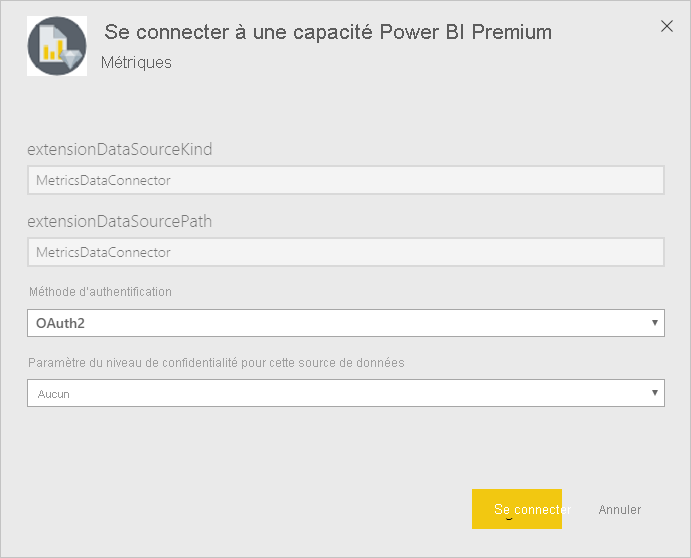 Se connecter à une capacité Power BI Premium
Métriques
extensionDataSourceKind
MetricsDataConnector
extensionDataSourcePath
MetricsDataConnector
Méthode d'authentification
OAuth2
Paramètre du niveau de confidentialité pour cette source de données
Aucun
Se connecter
Annuler